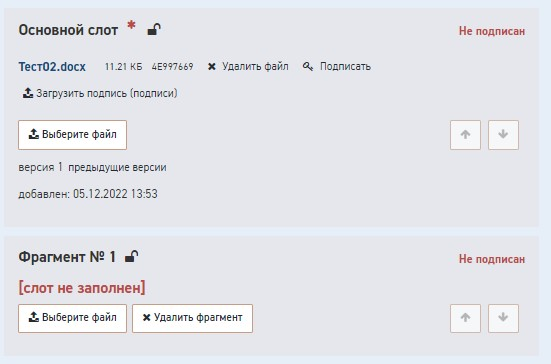 Основной слот *
Не подписан
Тест02.docx 11.21 КБ 4E997669 Удалить файл Подписать
Загрузить подпись (подписи)
Выберите файл
версия 1 предыдущие версии
добавлен: 05.12.2022 13:53
Фрагмент № 1
Не подписан
[слот не заполнен]
Выберите файл Удалить фрагмент